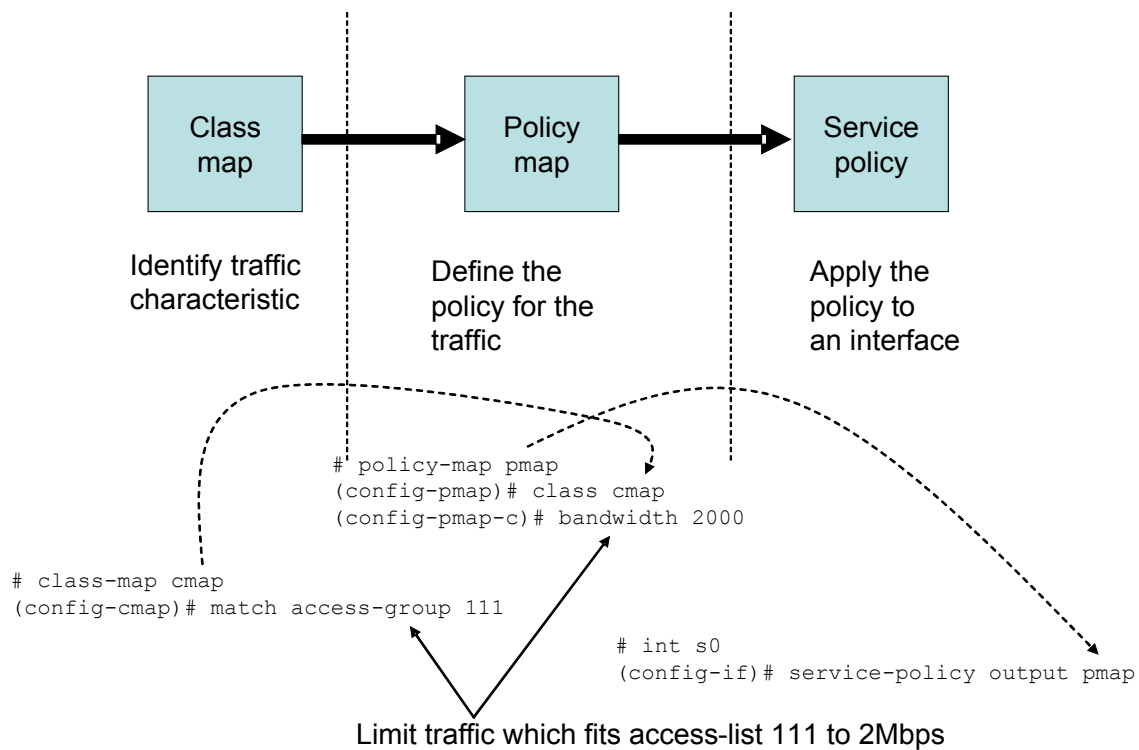 Class
map
Policy
map
Service
policy
Identify traffic
characteristic
Define the
policy for the
traffic
Apply the
policy to
an interface
# policy-map pmap
(config-pmap)# class cmap
(config-pmap-c)# bandwidth 2000
# class-map cmap
(config-cmap)# match access-group 111
# int s0
(config-if)# service-policy output pmap
Limit traffic which fits access-list 111 to 2Mbps